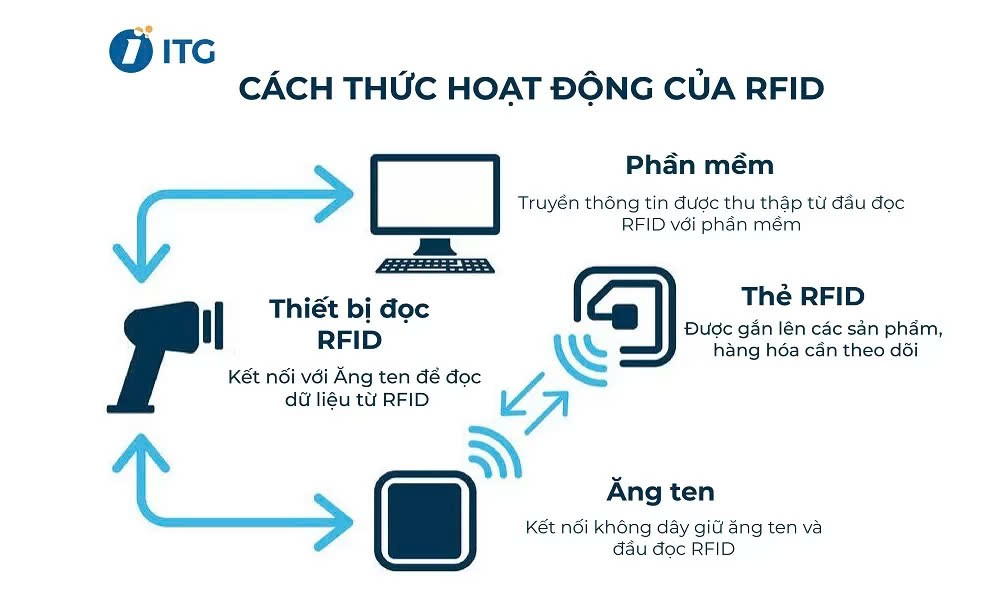 ITG
CÁCH THỨC HOẠT ĐỘNG CỦA RFID
Phần mềm
Truyền thông tin được thu thập từ đầu đọc
RFID với phần mềm
Thiết bị đọc
RFID
Kết nối với Ăng ten để đọc
dữ liệu từ RFID
Thẻ RFID
Được gắn lên các sản phẩm,
hàng hóa cần theo dõi
Ăng ten
Kết nối không dây giữ ăng ten và
đầu đọc RFID